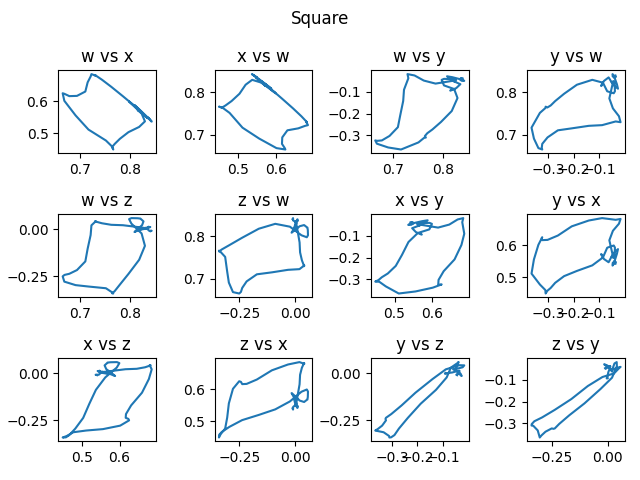 Square
w vs x
x vs w
w vs y
y vs w
0.6
0.5
0.7 0.8
0.8
0.7
0.5 0.6
−0.1
−0.2
−0.3
0.7 0.8
0.8
0.7
−0.3 −0.2 −0.1
w vs z
z vs w
x vs y
y vs x
0.00
−0.25
0.7 0.8
0.8
0.7
−0.25 0.00
−0.1
−0.2
−0.3
0.5 0.6
0.6
0.5
−0.3 −0.2 −0.1
x vs z
z vs x
y vs z
z vs y
0.00
−0.25
0.5 0.6
0.6
0.5
−0.25 0.00
0.00
−0.25
−0.3 −0.2 −0.1
−0.1
−0.2
−0.3
−0.25 0.00